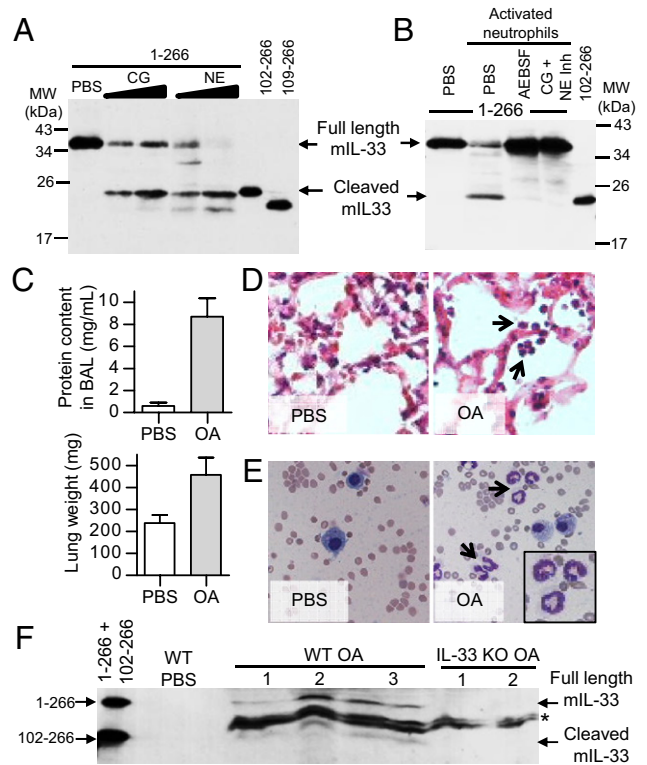 A
1-266
PBS CG NE 102-266 109-266
MW
(kDa)
43
34
26
17
Full length
mIL-33
Cleaved
mIL33
B
Activated
neutrophils
PBS PBS AEBSF CG + NE Inh 102-266
1-266
MW
(kDa)
43
34
26
17
C
Protein content
in BAL (mg/mL)
10
8
6
4
2
0
PBS OA
Lung weight (mg)
500
400
300
200
100
0
PBS OA
D
PBS
OA
E
PBS
OA
F
1-266 +
102-266
WT
PBS
WT OA
1 2 3
IL-33 KO OA
1 2
1-266
102-266
Full length
mIL-33
*
Cleaved
mIL-33